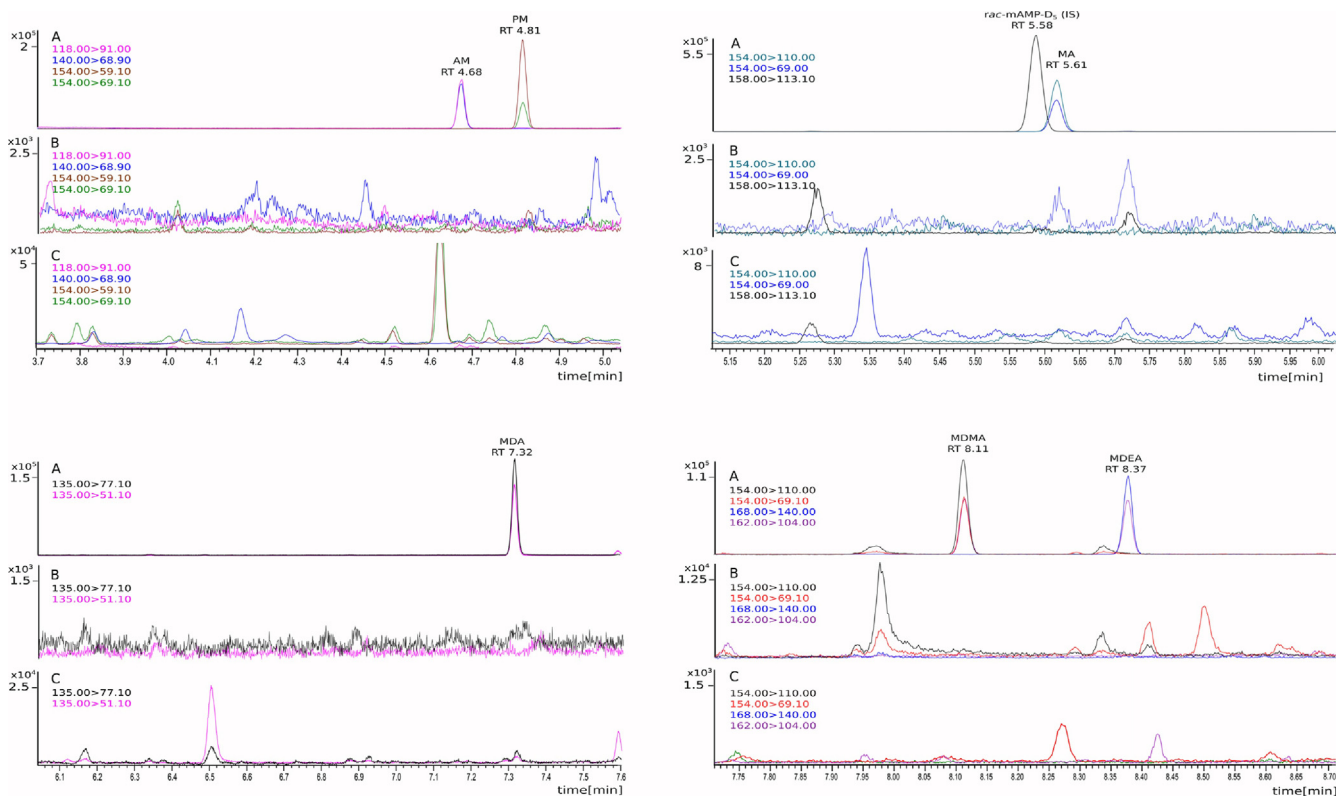 PM
RT 4.81
×10⁵
2
A
118.00>91.00
140.00>68.90
154.00>59.10
154.00>69.10
AM
RT 4.68
×10³
2.5
B
118.00>91.00
140.00>68.90
154.00>59.10
154.00>69.10
×10⁴
5
C
118.00>91.00
140.00>68.90
154.00>59.10
154.00>69.10
3.7 3.8 3.9 4.0 4.1 4.2 4.3 4.4 4.5 4.6 4.7 4.8 4.9 5.0
time[min]
rac-mAMP-D₅ (IS)
RT 5.58
×10⁵
5.5
A
154.00>110.00
154.00>69.00
158.00>113.10
MA
RT 5.61
×10³
2.5
B
154.00>110.00
154.00>69.00
158.00>113.10
×10³
8
C
154.00>110.00
154.00>69.00
158.00>113.10
5.15 5.20 5.25 5.30 5.35 5.40 5.45 5.50 5.55 5.60 5.65 5.70 5.75 5.80 5.85 5.90 5.95 6.00
time[min]
MDA
RT 7.32
×10⁵
1.5
A
135.00>77.10
135.00>51.10
×10³
1.5
B
135.00>77.10
135.00>51.10
×10⁴
2.5
C
135.00>77.10
135.00>51.10
6.1 6.2 6.3 6.4 6.5 6.6 6.7 6.8 6.9 7.0 7.1 7.2 7.3 7.4 7.5 7.6
time[min]
MDMA
RT 8.11
MDEA
RT 8.37
×10⁵
1.1
A
154.00>110.00
154.00>69.10
168.00>140.00
162.00>104.00
×10⁴
1.25
B
154.00>110.00
154.00>69.10
168.00>140.00
162.00>104.00
×10³
1.5
C
154.00>110.00
154.00>69.10
168.00>140.00
162.00>104.00
7.75 7.80 7.85 7.90 7.95 8.00 8.05 8.10 8.15 8.20 8.25 8.30 8.35 8.40 8.45 8.50 8.55 8.60 8.65 8.70
time[min]